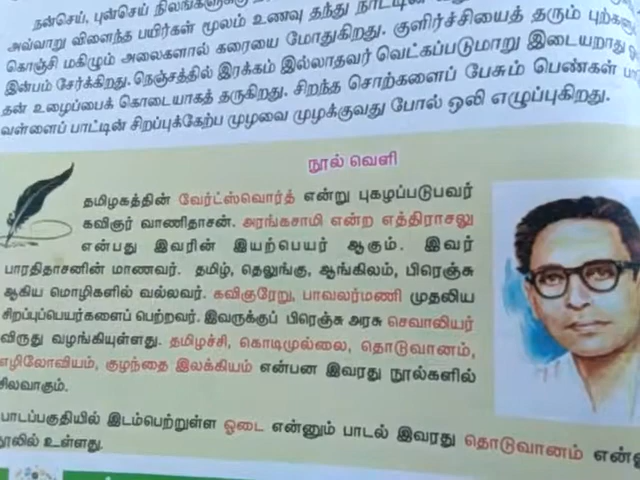 நன்செய், புன்செய் நிலங்களுக்கு
அவ்வாறு விளைந்த பயிர்கள் மூலம் உணவு தந்து நாட்டின்
கொஞ்சி மகிழும் அலைகளால் கரையை மோதுகிறது. குளிர்ச்சியைத் தரும் புற்களை
இன்பம் சேர்க்கிறது. நெஞ்சத்தில் இரக்கம் இல்லாதவர் வெட்கப்படுமாறு இடையறாது
தன் உழைப்பைக் கொடையாகத் தருகிறது. சிறந்த சொற்களைப் பேசும் பெண்கள்
வள்ளைப் பாட்டின் சிறப்புக்கேற்ப முழவை முழக்குவது போல் ஒலி எழுப்புகிறது.
நூல் வெளி
தமிழகத்தின் வேர்ட்ஸ்வொர்த் என்று புகழப்படுபவர்
கவிஞர் வாணிதாசன். அரங்கசாமி என்ற எத்திராசலு
என்பது இவரின் இயற்பெயர் ஆகும். இவர்
பாரதிதாசனின் மாணவர். தமிழ், தெலுங்கு, ஆங்கிலம், பிரெஞ்சு
ஆகிய மொழிகளில் வல்லவர். கவிஞரேறு, பாவலர்மணி முதலிய
சிறப்புப்பெயர்களைப் பெற்றவர். இவருக்குப் பிரெஞ்சு அரசு செவாலியர்
விருது வழங்கியுள்ளது. தமிழச்சி, கொடிமுல்லை, தொடுவானம்,
எழிலோவியம், குழந்தை இலக்கியம் என்பன இவரது நூல்களில்
சிலவாகும்.
பாடப்பகுதியில் இடம்பெற்றுள்ள ஓடை என்னும் பாடல் இவரது தொடுவானம்
நூலில் உள்ளது.